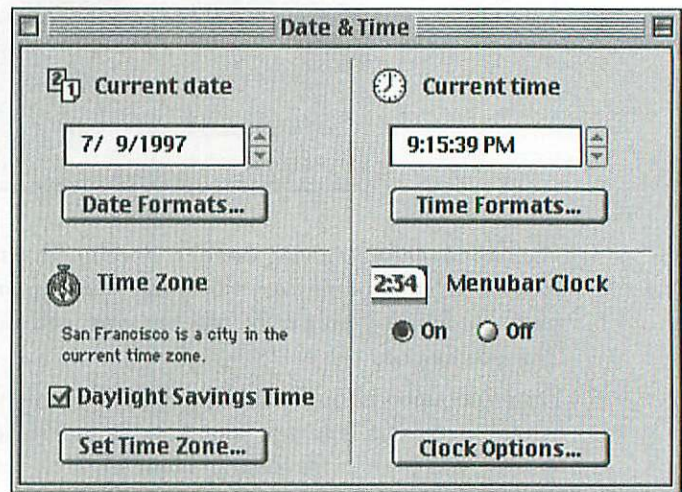 Date & Time
Current date
7/ 9/1997
Date Formats...
Current time
9:15:39 PM
Time Formats...
Time Zone
San Francisco is a city in the
current time zone.
Daylight Savings Time
Set Time Zone...
2:34 Menubar Clock
On Off
Clock Options...
2 1